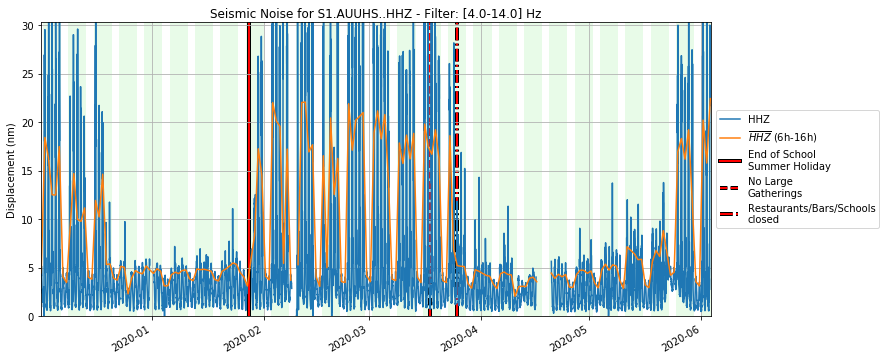 Seismic Noise for S1.AUUHS..HHZ - Filter: [4.0-14.0] Hz
30
25
20
15
10
5
0
Displacement (nm)
2020-01
2020-02
2020-03
2020-04
2020-05
2020-06
HHZ
HHZ (6h-16h)
End of School
Summer Holiday
No Large
Gatherings
Restaurants/Bars/Schools
closed